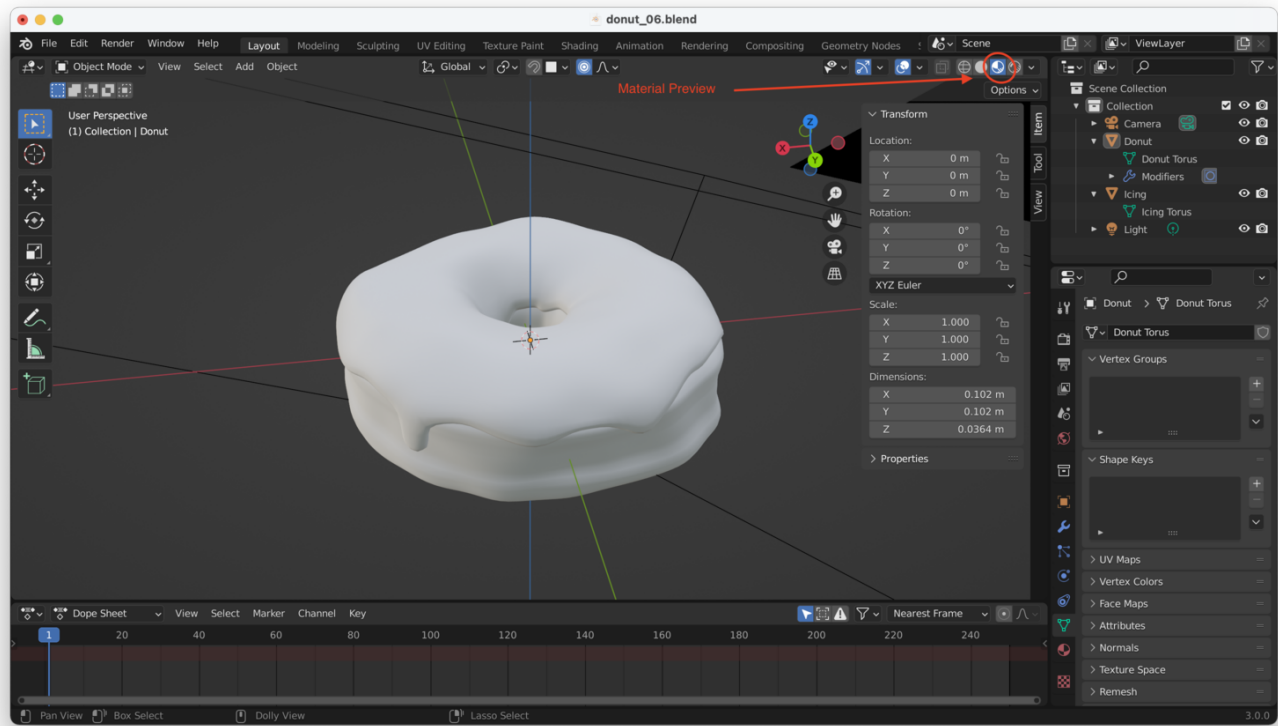 donut_06.blend
File Edit Render Window Help Layout Modeling Sculpting UV Editing Texture Paint Shading Animation Rendering Compositing Geometry Nodes Scene ViewLayer
Object Mode View Select Add Object Global
Material Preview
Options
User Perspective
(1) Collection | Donut
Z
X
Y
Transform
Location:
X 0 m
Y 0 m
Z 0 m
Rotation:
X 0°
Y 0°
Z 0°
XYZ Euler
Scale:
X 1.000
Y 1.000
Z 1.000
Dimensions:
X 0.102 m
Y 0.102 m
Z 0.0364 m
Properties
Item
Tool
View
Scene Collection
Collection
Camera
Donut
Donut Torus
Modifiers
Icing
Icing Torus
Light
Donut > Donut Torus
Donut Torus
Vertex Groups
Shape Keys
UV Maps
Vertex Colors
Face Maps
Attributes
Normals
Texture Space
Remesh
Dope Sheet View Select Marker Channel Key Nearest Frame
1 20 40 60 80 100 120 140 160 180 200 220 240
Pan View Box Select Dolly View Lasso Select 3.0.0